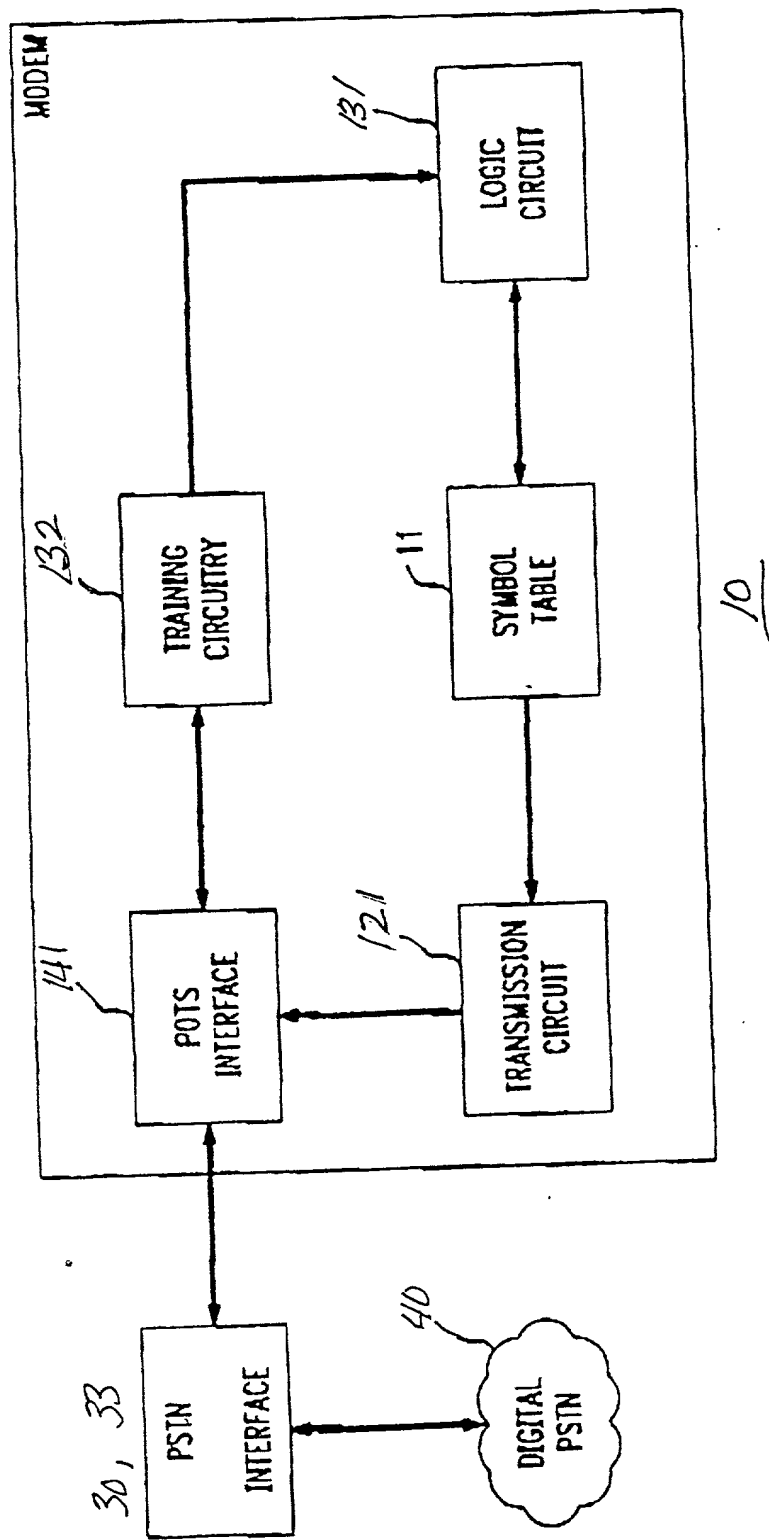 MODEM
30, 33
PSTN
INTERFACE
40
DIGITAL
PSTN
141
POTS
INTERFACE
132
TRAINING
CIRCUITRY
121
TRANSMISSION
CIRCUIT
11
SYMBOL
TABLE
131
LOGIC
CIRCUIT
10